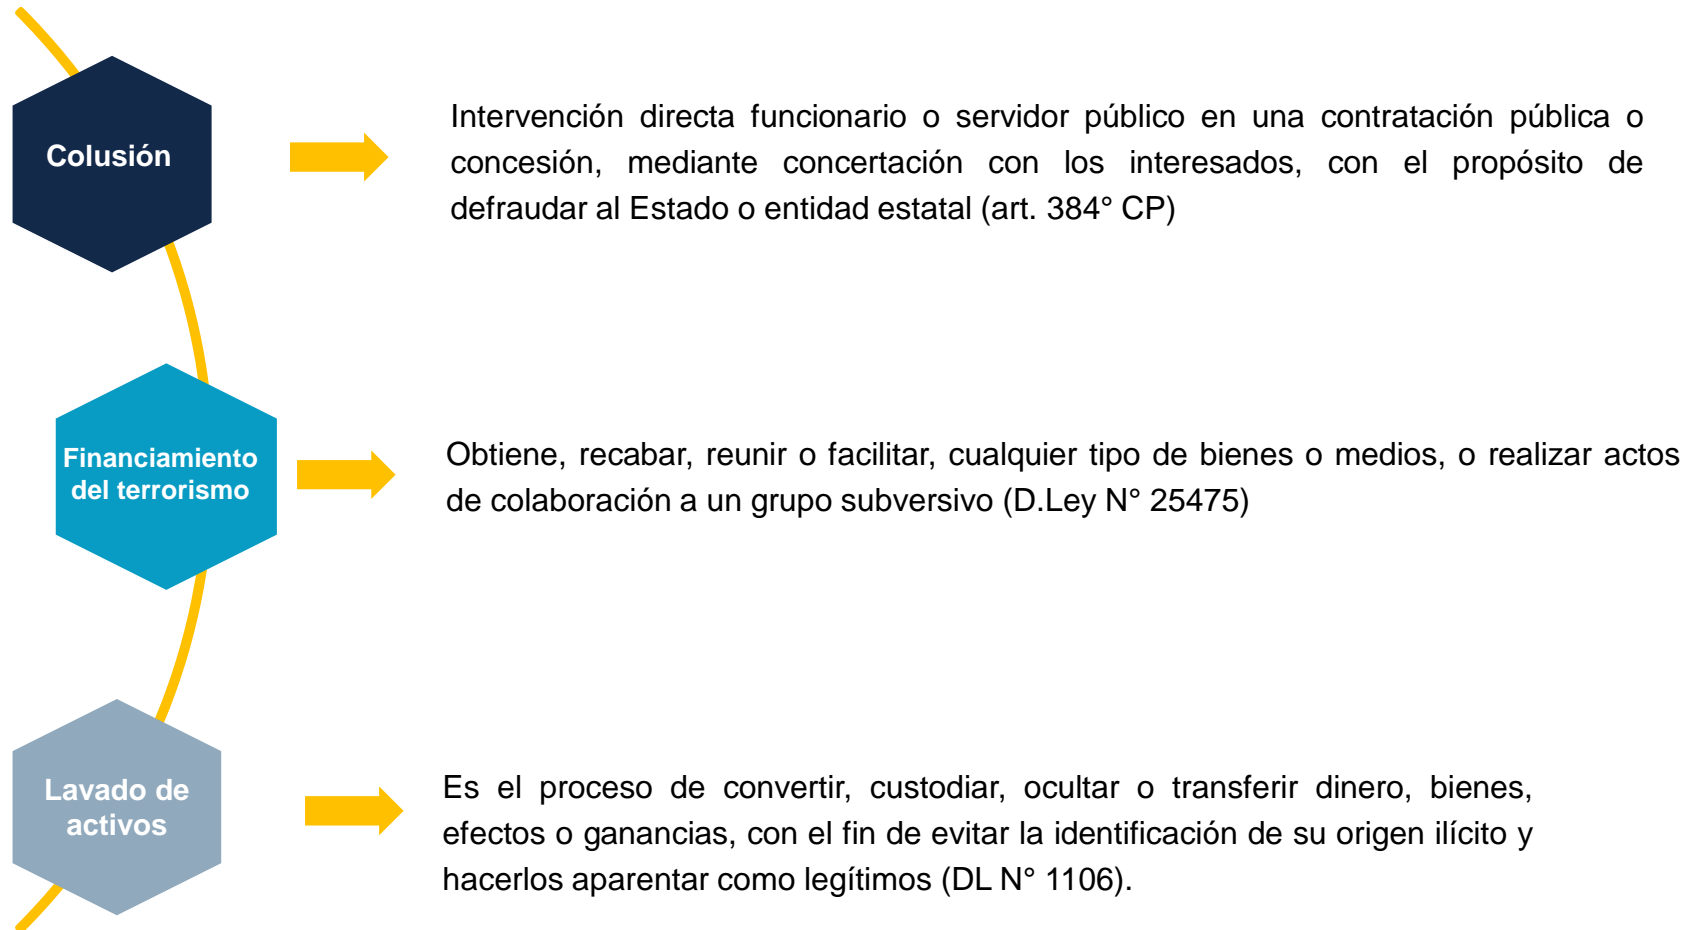 Colusión
Intervención directa funcionario o servidor público en una contratación pública o
concesión, mediante concertación con los interesados, con el propósito de
defraudar al Estado o entidad estatal (art. 384° CP)
Financiamiento
del terrorismo
Obtiene, recabar, reunir o facilitar, cualquier tipo de bienes o medios, o realizar actos
de colaboración a un grupo subversivo (D.Ley N° 25475)
Lavado de
activos
Es el proceso de convertir, custodiar, ocultar o transferir dinero, bienes,
efectos o ganancias, con el fin de evitar la identificación de su origen ilícito y
hacerlos aparentar como legítimos (DL N° 1106).